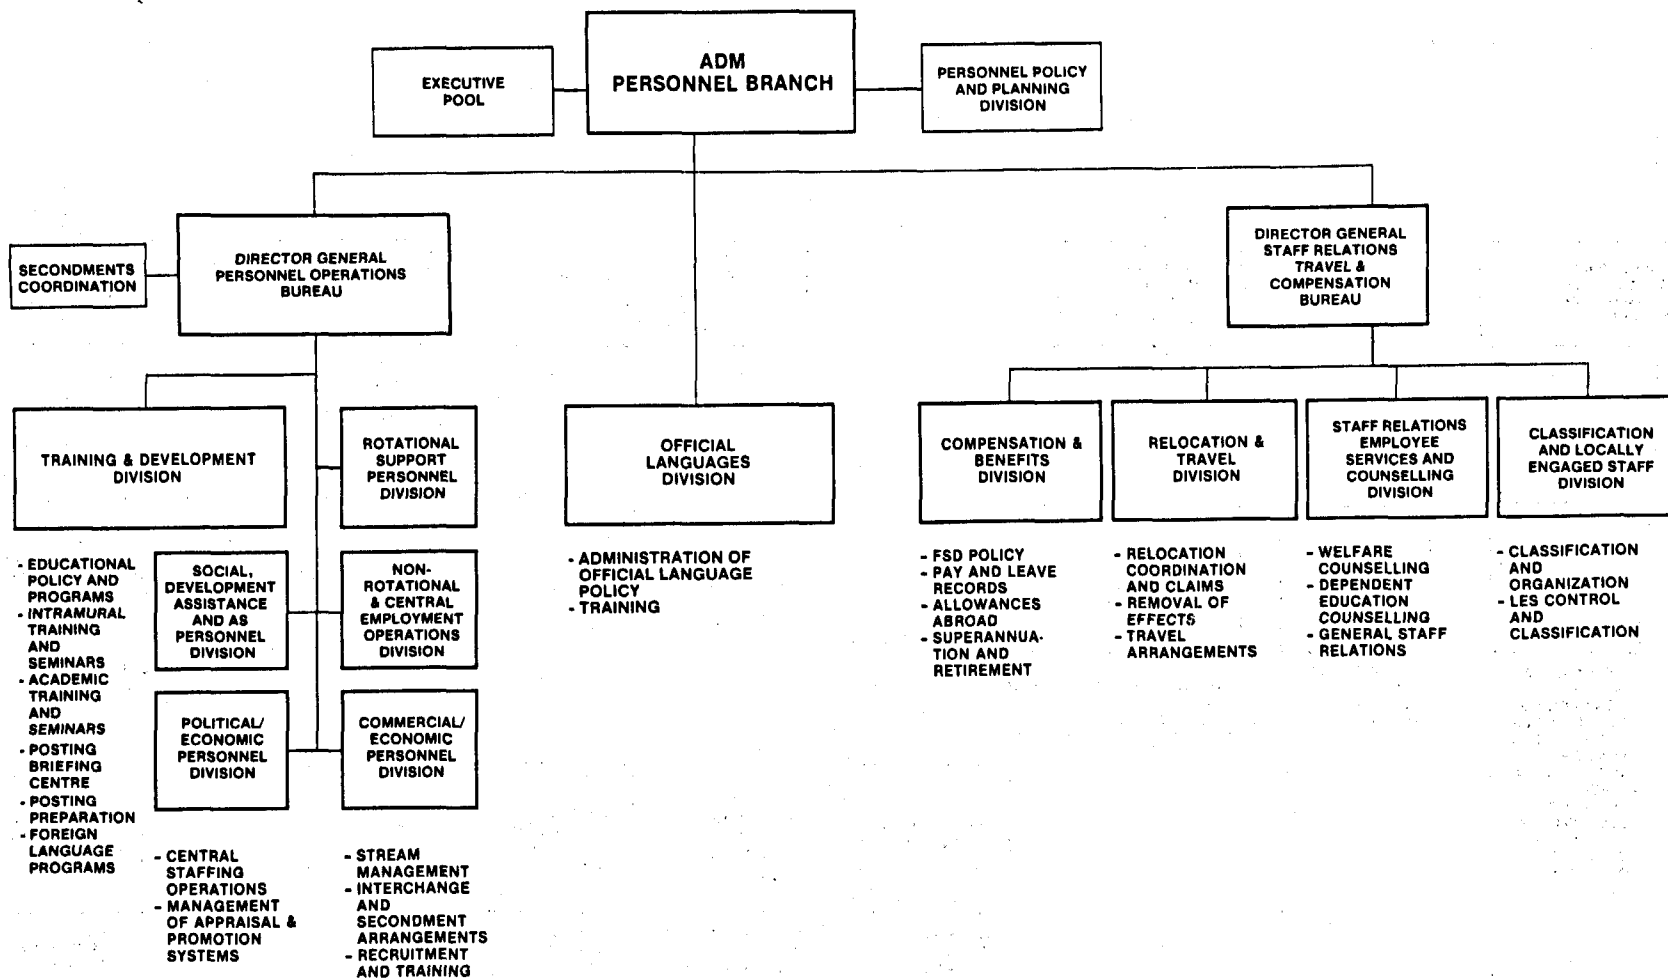 ADM
PERSONNEL BRANCH
EXECUTIVE
POOL
PERSONNEL POLICY
AND PLANNING
DIVISION
SECONDMENTS
COORDINATION
DIRECTOR GENERAL
PERSONNEL OPERATIONS
BUREAU
DIRECTOR GENERAL
STAFF RELATIONS
TRAVEL &
COMPENSATION
BUREAU
TRAINING & DEVELOPMENT
DIVISION
ROTATIONAL
SUPPORT
PERSONNEL
DIVISION
OFFICIAL
LANGUAGES
DIVISION
COMPENSATION &
BENEFITS
DIVISION
RELOCATION &
TRAVEL
DIVISION
STAFF RELATIONS
EMPLOYEE
SERVICES AND
COUNSELLING
DIVISION
CLASSIFICATION
AND LOCALLY
ENGAGED STAFF
DIVISION
- EDUCATIONAL
POLICY AND
PROGRAMS
- INTRAMURAL
TRAINING
AND
SEMINARS
- ACADEMIC
TRAINING
AND
SEMINARS
- POSTING
BRIEFING
CENTRE
- POSTING
PREPARATION
- FOREIGN
LANGUAGE
PROGRAMS
SOCIAL,
DEVELOPMENT
ASSISTANCE
AND AS
PERSONNEL
DIVISION
NON-
ROTATIONAL
& CENTRAL
EMPLOYMENT
OPERATIONS
DIVISION
POLITICAL/
ECONOMIC
PERSONNEL
DIVISION
COMMERCIAL/
ECONOMIC
PERSONNEL
DIVISION
- CENTRAL
STAFFING
OPERATIONS
- MANAGEMENT
OF APPRAISAL &
PROMOTION
SYSTEMS
- STREAM
MANAGEMENT
- INTERCHANGE
AND
SECONDMENT
ARRANGEMENTS
- RECRUITMENT
AND TRAINING
- ADMINISTRATION OF
OFFICIAL LANGUAGE
POLICY
- TRAINING
- FSD POLICY
- PAY AND LEAVE
RECORDS
- ALLOWANCES
ABROAD
- SUPERANNUA-
TION AND
RETIREMENT
- RELOCATION
COORDINATION
AND CLAIMS
- REMOVAL OF
EFFECTS
- TRAVEL
ARRANGEMENTS
- WELFARE
COUNSELLING
- DEPENDENT
EDUCATION
COUNSELLING
- GENERAL STAFF
RELATIONS
- CLASSIFICATION
AND
ORGANIZATION
- LES CONTROL
AND
CLASSIFICATION